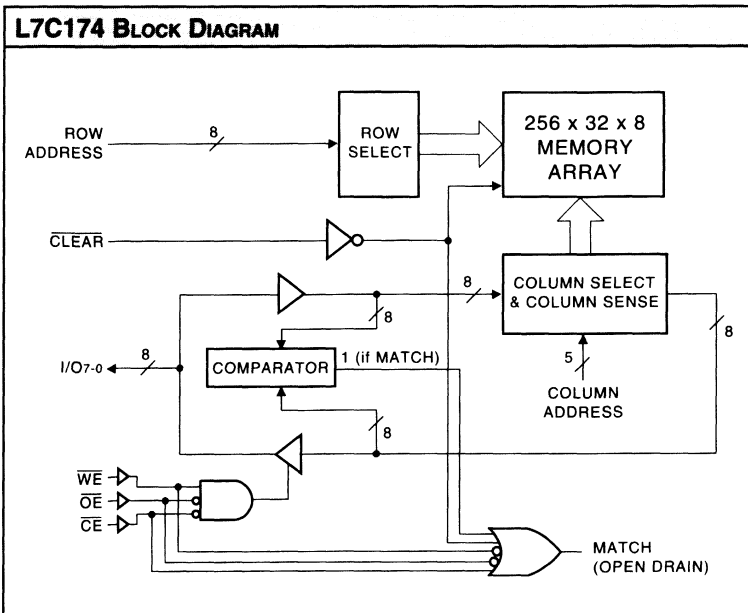 L7C174 BLOCK DIAGRAM
ROW
ADDRESS
8
ROW
SELECT
256 x 32 x 8
MEMORY
ARRAY
CLEAR
8
COLUMN SELECT
& COLUMN SENSE
8
8
I/O7-0
8
COMPARATOR
1 (if MATCH)
5
COLUMN
ADDRESS
8
WE
OE
CE
MATCH
(OPEN DRAIN)